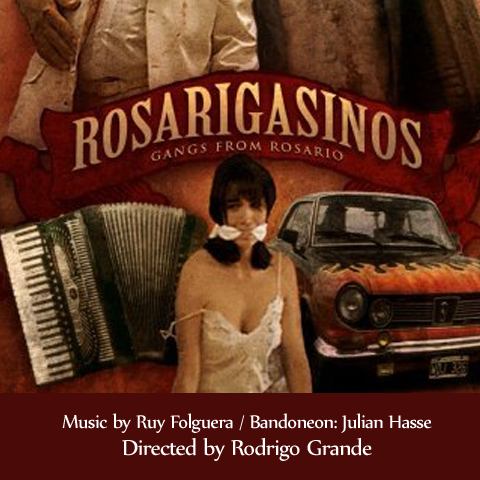 ROSARIGASINOS
GANGS FROM ROSARIO
Music by Ruy Folguera / Bandoneon: Julian Hasse
Directed by Rodrigo Grande